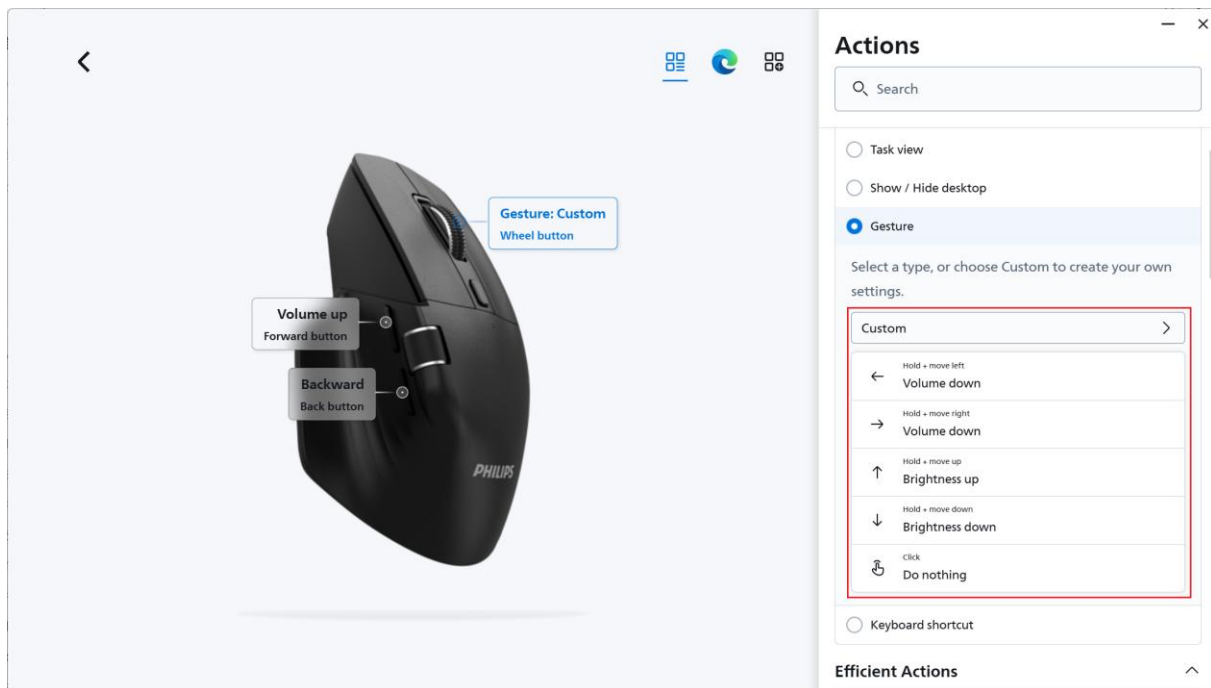 Actions
Search
Task view
Show / Hide desktop
Gesture
Select a type, or choose Custom to create your own
settings.
Custom
Hold + move left
Volume down
Hold + move right
Volume down
Hold + move up
Brightness up
Hold + move down
Brightness down
Click
Do nothing
Keyboard shortcut
Efficient Actions
Gesture: Custom
Wheel button
Volume up
Forward button
Backward
Back button
PHILIPS